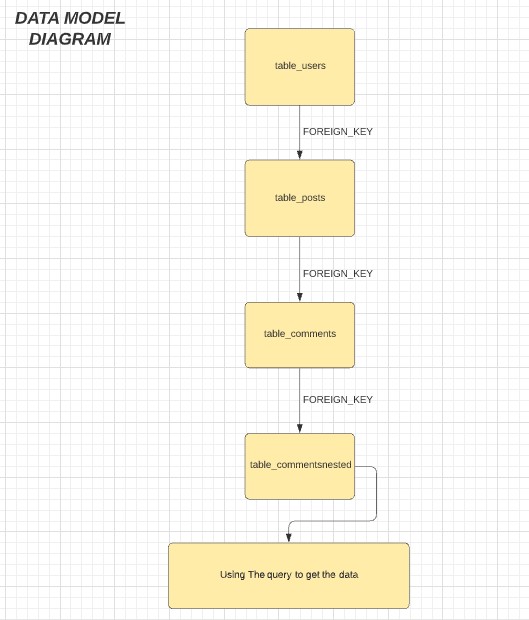 DATA MODEL
DIAGRAM
table_users
FOREIGN_KEY
table_posts
FOREIGN_KEY
table_comments
FOREIGN_KEY
table_commentsnested
Using The query to get the data